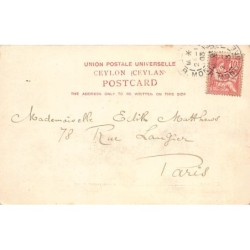 UNION POSTALE UNIVERSELLE
CEYLON (CEYLAN)
POSTCARD
THE ADDRESS ONLY TO BE WRITTEN ON THIS SIDE
Mademoiselle Edith Matthews
78 Rue Laugier
Paris